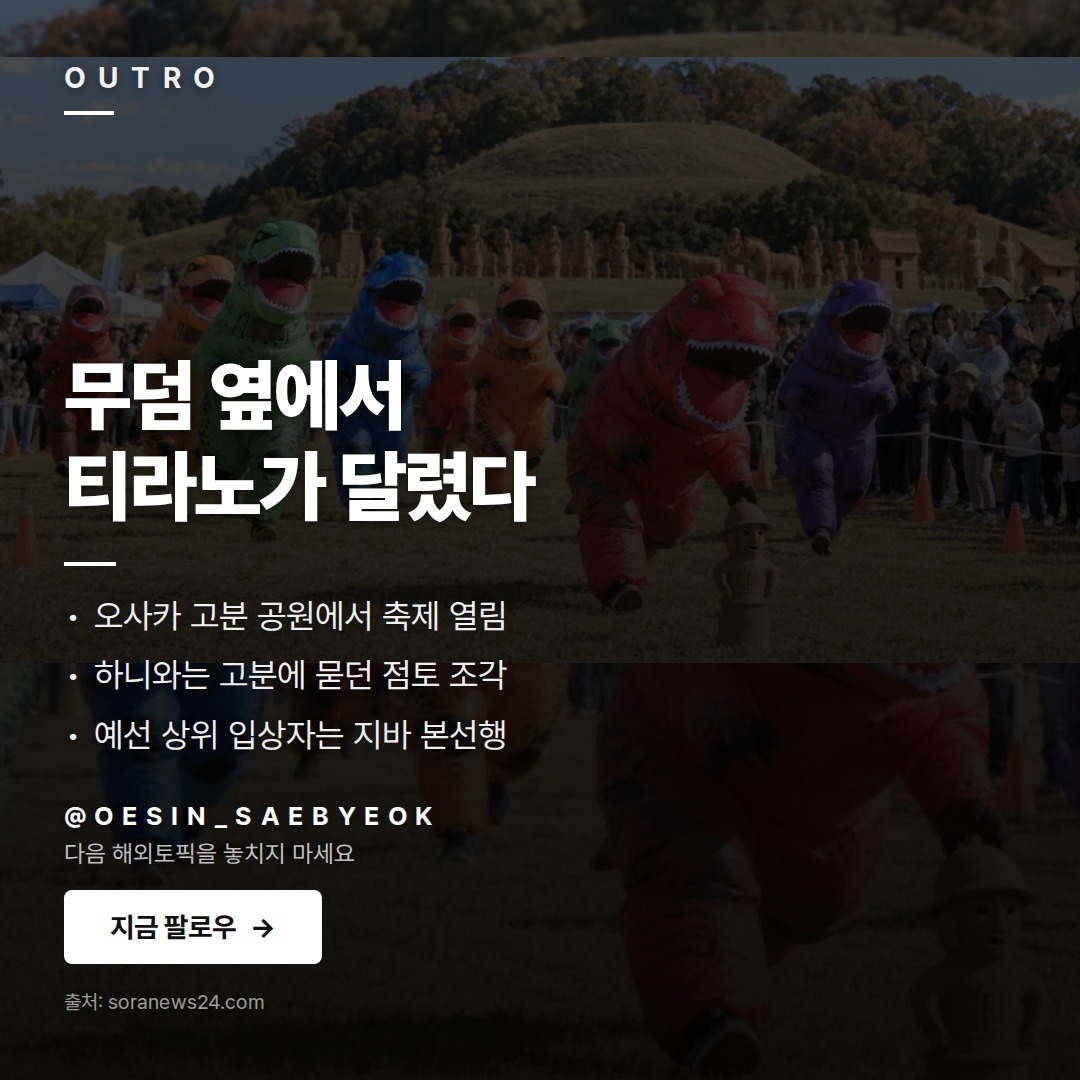 OUTRO
무덤 옆에서
티라노가 달렸다
• 오사카 고분 공원에서 축제 열림
• 하니와는 고분에 묻던 점토 조각
• 예선 상위 입상자는 지바 본선행
@OESIN_SAEBYEOK
다음 해외토픽을 놓치지 마세요
지금 팔로우 →
출처: soranews24.com